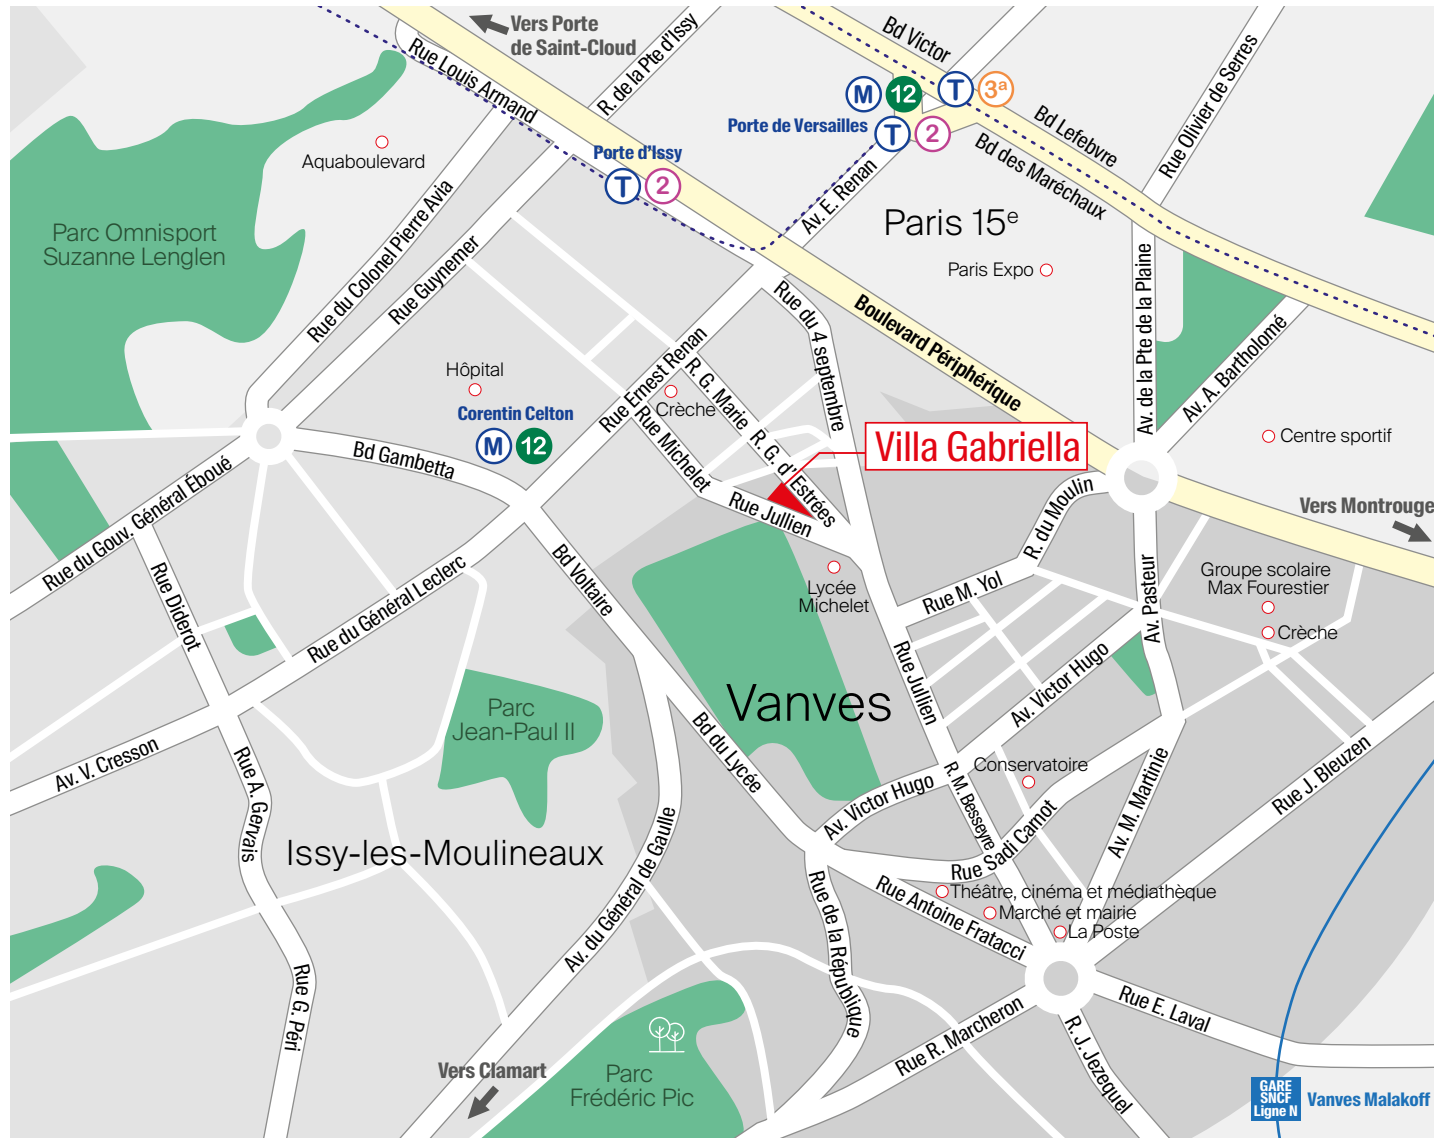 Vers Porte
de Saint-Cloud
Rue Louis Armand
R. de la Pte d'Issy
Bd Victor
M 12
T 3a
Porte de Versailles
T 2
Bd Lefebvre
Bd des Maréchaux
Rue Olivier de Serres
Aquaboulevard
Porte d'Issy
T 2
Av. E. Renan
Paris 15e
Paris Expo
Parc Omnisport
Suzanne Lenglen
Rue du Colonel Pierre Avia
Rue Guynemer
Rue du 4 septembre
Boulevard Périphérique
Av. de la Pte de la Plaine
Av. A. Bartholomé
Hôpital
Corentin Celton
M 12
Rue Ernest Renan
Crèche
R. G. Marie
R. G. d'Estrées
Rue Michelet
Rue Jullien
Villa Gabriella
Centre sportif
Vers Montrouge
Bd Gambetta
Rue du Gouv. Général Éboué
Rue Diderot
Rue du Général Leclerc
Bd Voltaire
Lycée
Michelet
R. du Moulin
Rue M. Yol
Av. Pasteur
Groupe scolaire
Max Fourestier
Crèche
Rue Jullien
Av. Victor Hugo
Vanves
Parc
Jean-Paul II
Av. V. Cresson
Rue A. Gervais
Bd du Lycée
Av. Victor Hugo
Conservatoire
R. M. Besseyre
Rue Sadi Carnot
Av. M. Martinie
Rue J. Bleuzen
Issy-les-Moulineaux
Av. du Général de Gaulle
Rue de la République
Rue Antoine Fratacci
Théâtre, cinéma et médiathèque
Marché et mairie
La Poste
Rue G. Péri
Rue R. Marcheron
Rue E. Laval
R. J. Jezequel
Vers Clamart
Parc
Frédéric Pic
GARE
SNCF
Ligne N
Vanves Malakoff